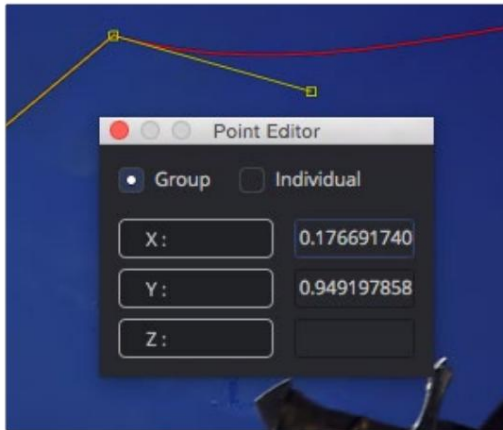 Point Editor
Group Individual
X : 0.176691740
Y : 0.949197858
Z :